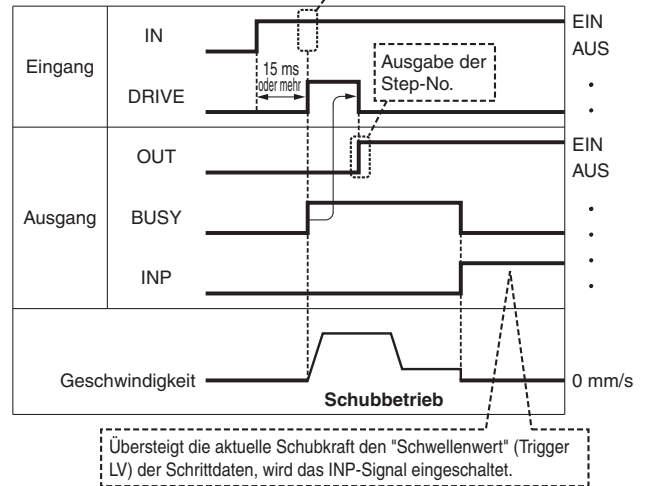 IN
EIN
AUS
Eingang
15 ms
oder mehr
Ausgabe der
Step-No.
DRIVE
OUT
EIN
AUS
Ausgang
BUSY
INP
Geschwindigkeit
0 mm/s
Schubbetrieb
Übersteigt die aktuelle Schubkraft den "Schwellenwert" (Trigger
LV) der Schrittdaten, wird das INP-Signal eingeschaltet.